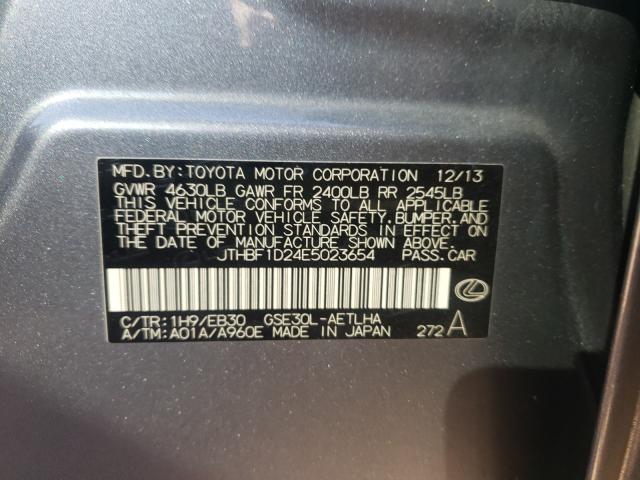 MFD. BY: TOYOTA MOTOR CORPORATION 12/13
GVWR 4630LB GAWR FR 2400LB RR 2545LB
THIS VEHICLE CONFORMS TO ALL APPLICABLE
FEDERAL MOTOR VEHICLE SAFETY, BUMPER, AND
THEFT PREVENTION STANDARDS IN EFFECT ON
THE DATE OF MANUFACTURE SHOWN ABOVE.
JTHBF1D24E5023654 PASS. CAR
C/TR: 1H9/EB30 GSE30L-AETLHA
A/TM: A01A/A960E MADE IN JAPAN 272 A